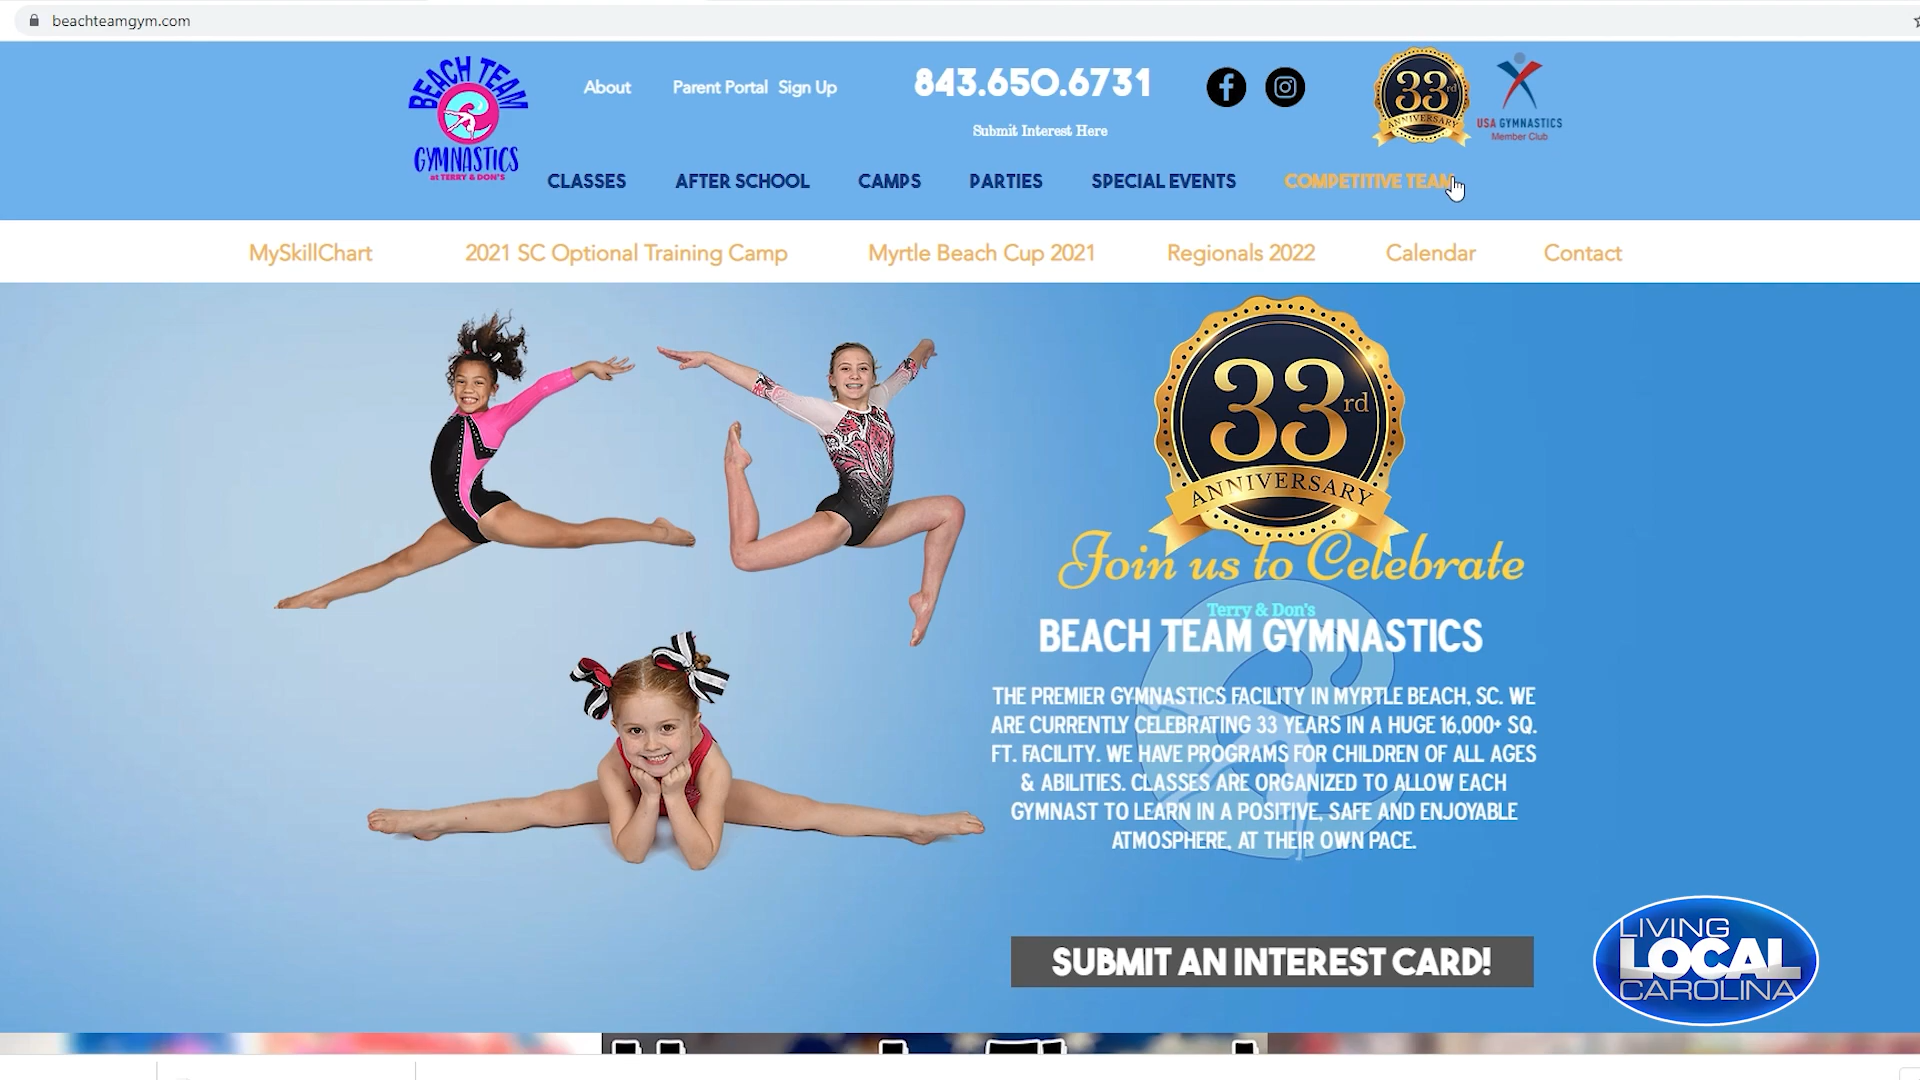 beachteamgym.com
BEACH TEAM
GYMNASTICS
at TERRY & DON'S
About
Parent Portal
Sign Up
843.650.6731
Submit Interest Here
33rd
ANNIVERSARY
USA GYMNASTICS
Member Club
CLASSES
AFTER SCHOOL
CAMPS
PARTIES
SPECIAL EVENTS
COMPETITIVE TEAM
MySkillChart
2021 SC Optional Training Camp
Myrtle Beach Cup 2021
Regionals 2022
Calendar
Contact
33rd
ANNIVERSARY
Join us to Celebrate
Terry & Don's
BEACH TEAM GYMNASTICS
THE PREMIER GYMNASTICS FACILITY IN MYRTLE BEACH, SC. WE
ARE CURRENTLY CELEBRATING 33 YEARS IN A HUGE 16,000+ SQ.
FT. FACILITY. WE HAVE PROGRAMS FOR CHILDREN OF ALL AGES
& ABILITIES. CLASSES ARE ORGANIZED TO ALLOW EACH
GYMNAST TO LEARN IN A POSITIVE, SAFE AND ENJOYABLE
ATMOSPHERE, AT THEIR OWN PACE.
SUBMIT AN INTEREST CARD!
LIVING
LOCAL
CAROLINA